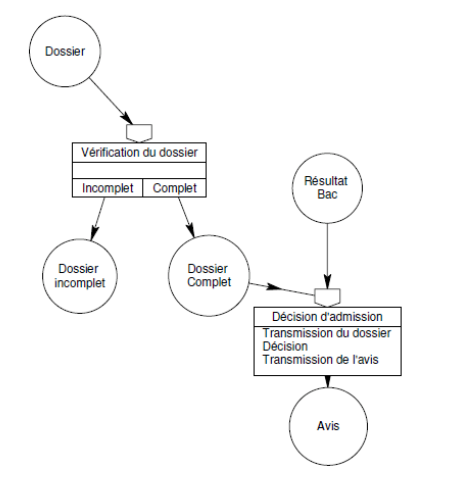 Dossier
Vérification du dossier
Incomplet
Complet
Résultat
Bac
Dossier
incomplet
Dossier
Complet
Décision d'admission
Transmission du dossier
Décision
Transmission de l'avis
Avis